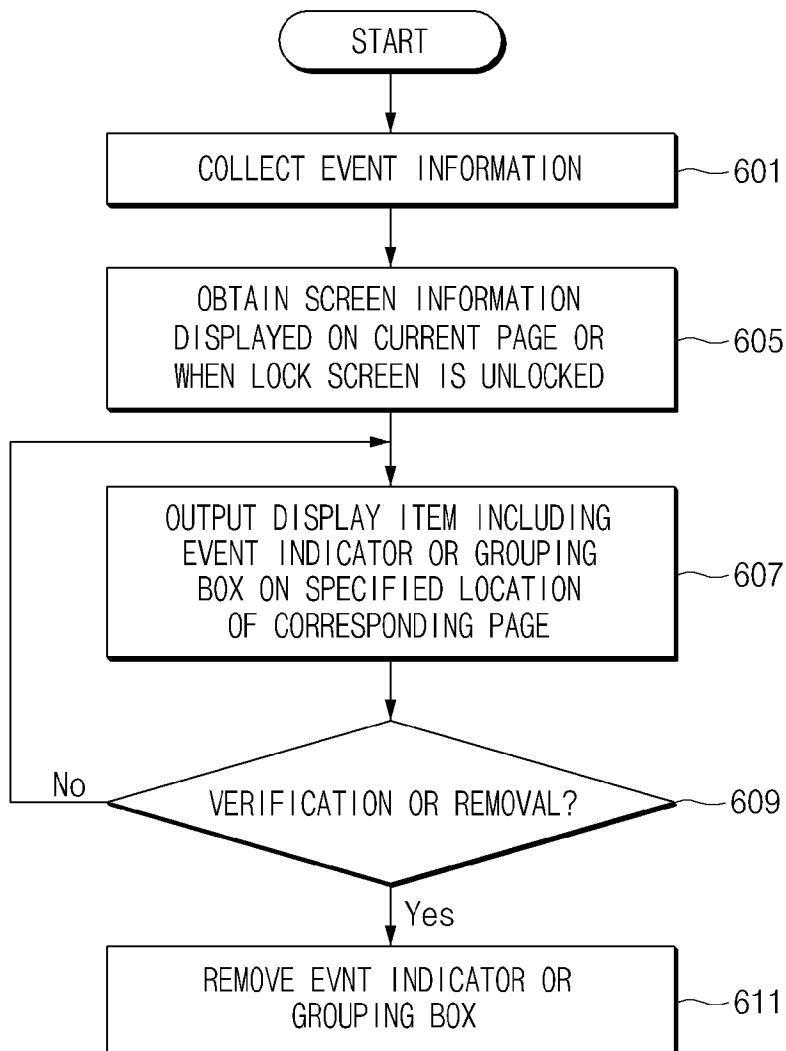 START
COLLECT EVENT INFORMATION
601
OBTAIN SCREEN INFORMATION
DISPLAYED ON CURRENT PAGE OR
WHEN LOCK SCREEN IS UNLOCKED
605
OUTPUT DISPLAY ITEM INCLUDING
EVENT INDICATOR OR GROUPING
BOX ON SPECIFIED LOCATION
OF CORRESPONDING PAGE
607
No
VERIFICATION OR REMOVAL?
609
Yes
REMOVE EVNT INDICATOR OR
GROUPING BOX
611